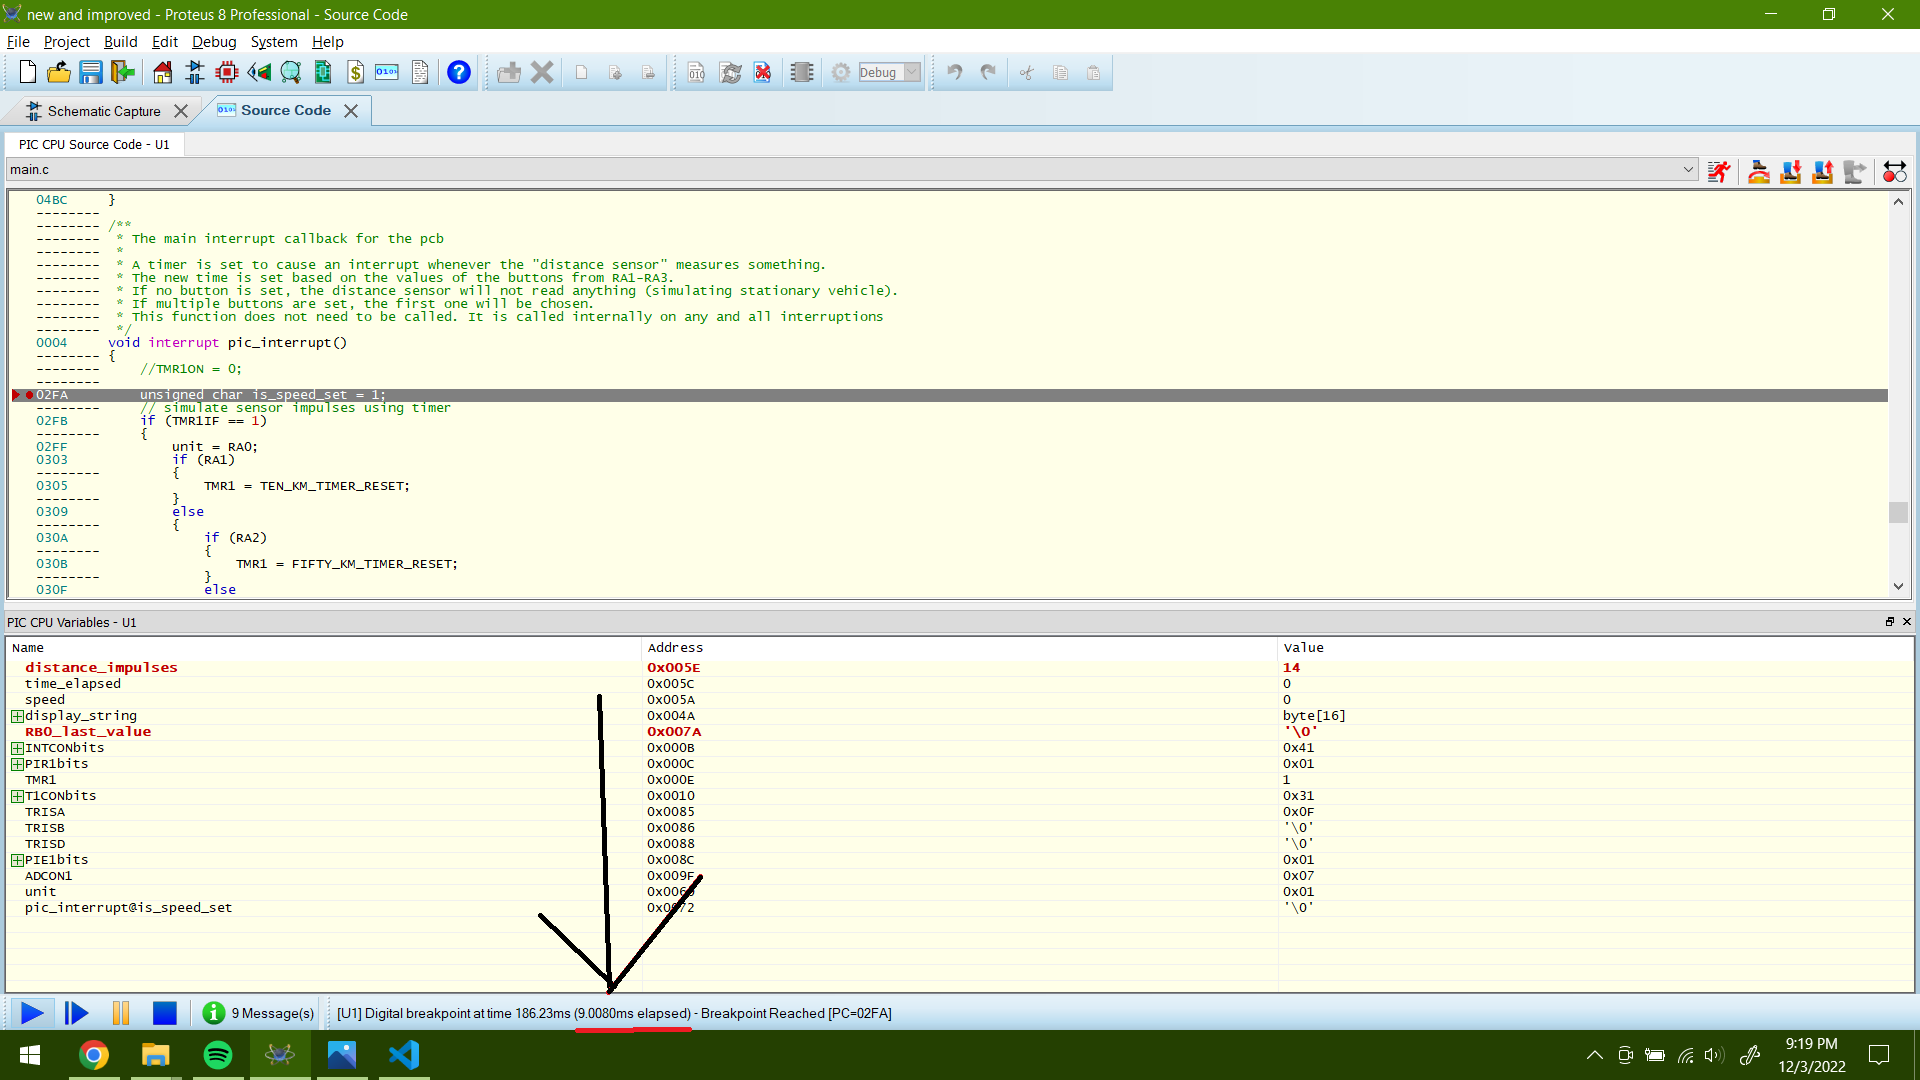 new and improved - Proteus 8 Professional - Source Code
File Project Build Edit Debug System Help
Debug
Schematic Capture Source Code
PIC CPU Source Code - U1
main.c
04BC }
--------
-------- /**
-------- * The main interrupt callback for the pcb
-------- *
-------- * A timer is set to cause an interrupt whenever the "distance sensor" measures something.
-------- * The new time is set based on the values of the buttons from RA1-RA3.
-------- * If no button is set, the distance sensor will not read anything (simulating stationary vehicle).
-------- * If multiple buttons are set, the first one will be chosen.
-------- * This function does not need to be called. It is called internally on any and all interruptions
-------- */
0004 void interrupt pic_interrupt()
-------- {
-------- //TMR1ON = 0;
--------
02FA unsigned char is_speed_set = 1;
-------- // simulate sensor impulses using timer
02FB if (TMR1IF == 1)
-------- {
02FF unit = RA0;
0303 if (RA1)
-------- {
0305 TMR1 = TEN_KM_TIMER_RESET;
-------- }
0309 else
-------- {
030A if (RA2)
-------- {
030B TMR1 = FIFTY_KM_TIMER_RESET;
-------- }
030F else
PIC CPU Variables - U1
Name Address Value
distance_impulses 0x005E 14
time_elapsed 0x005C 0
speed 0x005A 0
display_string 0x004A byte[16]
RB0_last_value 0x007A '\0'
INTCONbits 0x000B 0x41
PIR1bits 0x000C 0x01
TMR1 0x000E 1
T1CONbits 0x0010 0x31
TRISA 0x0085 0x0F
TRISB 0x0086 '\0'
TRISD 0x0088 '\0'
PIE1bits 0x008C 0x01
ADCON1 0x009F 0x07
unit 0x01
pic_interrupt@is_speed_set 0x0072 '\0'
9 Message(s) [U1] Digital breakpoint at time 186.23ms (9.0080ms elapsed) - Breakpoint Reached [PC=02FA]
9:19 PM
12/3/2022